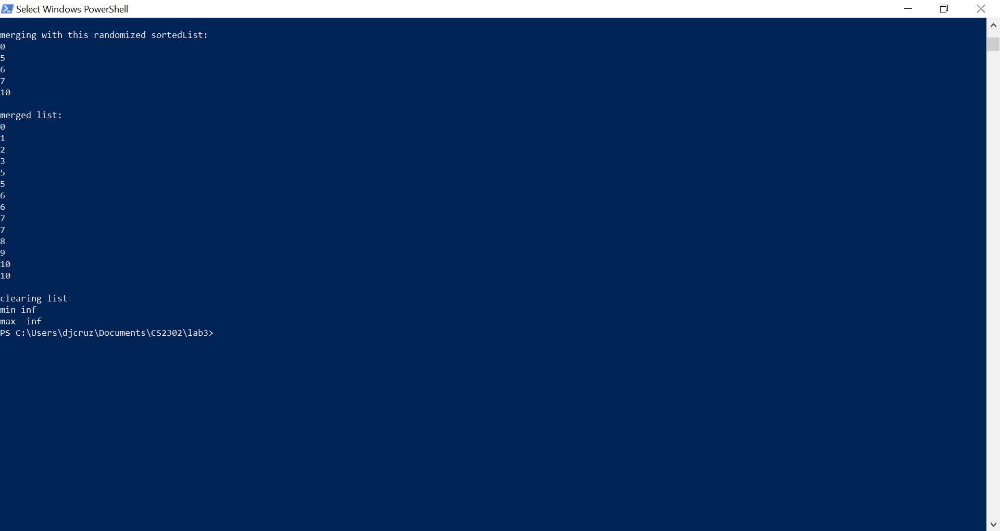 Select Windows PowerShell
merging with this randomized sortedList:
0
5
6
7
10
merged list:
0
1
2
3
5
5
6
6
7
7
8
9
10
10
clearing list
min inf
max -inf
PS C:\Users\djcruz\Documents\CS2302\lab3>